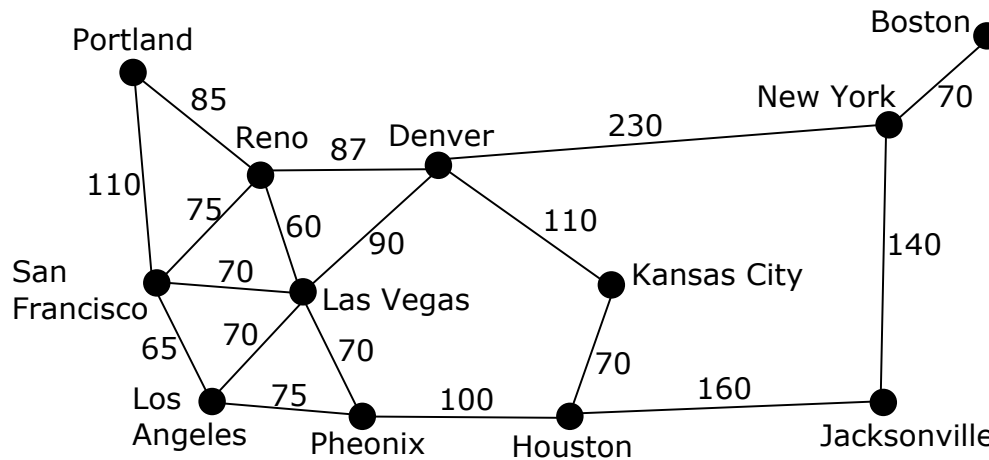 Boston
Portland
New York
70
85
230
Reno
Denver
87
110
75
110
60
90
140
San
Francisco
70
Kansas City
Las Vegas
65
70
70
70
Los
Angeles
75
100
160
Pheonix
Houston
Jacksonville